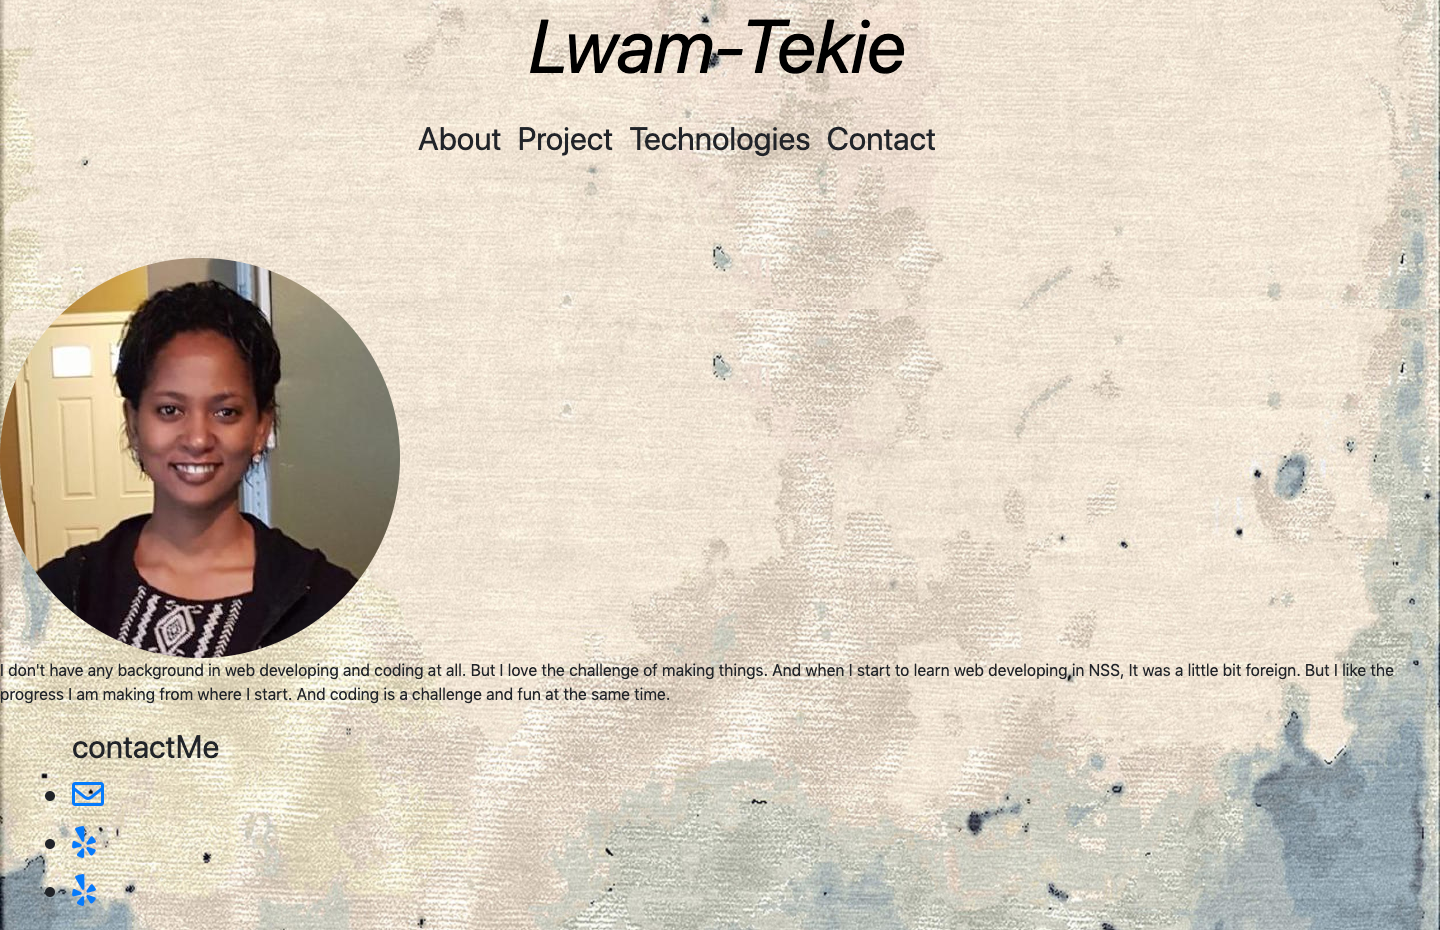 Lwam-Tekie
About Project Technologies Contact
I don't have any background in web developing and coding at all. But I love the challenge of making things. And when I start to learn web developing,in NSS, It was a little bit foreign. But I like the
progress I am making from where I start. And coding is a challenge and fun at the same time.
contactMe